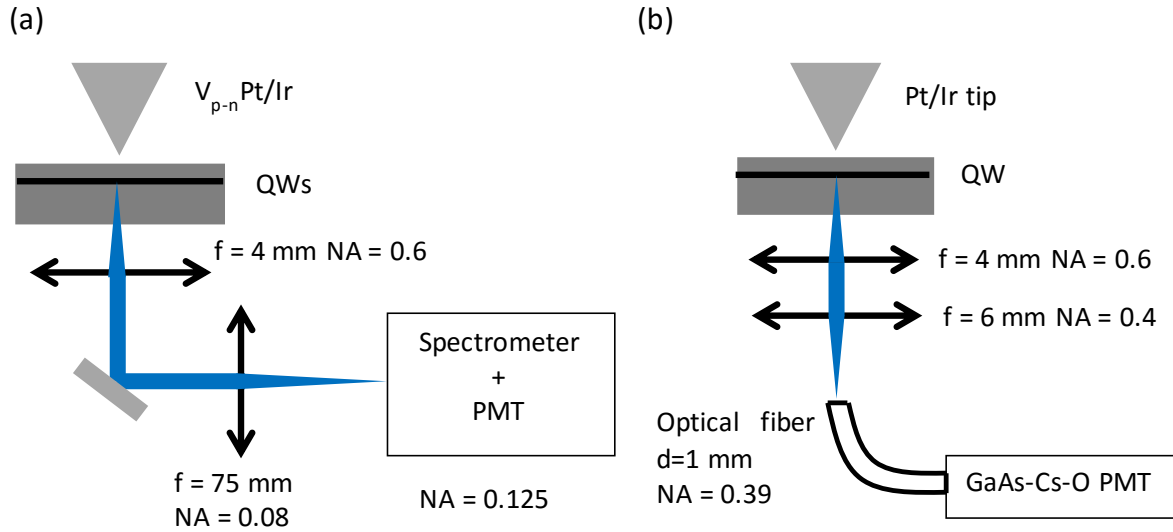 (a)
V_{p-n}Pt/Ir
QWs
f = 4 mm NA = 0.6
Spectrometer
+
PMT
f = 75 mm
NA = 0.08
NA = 0.125
(b)
Pt/Ir tip
QW
f = 4 mm NA = 0.6
f = 6 mm NA = 0.4
Optical fiber
d=1 mm
NA = 0.39
GaAs-Cs-O PMT